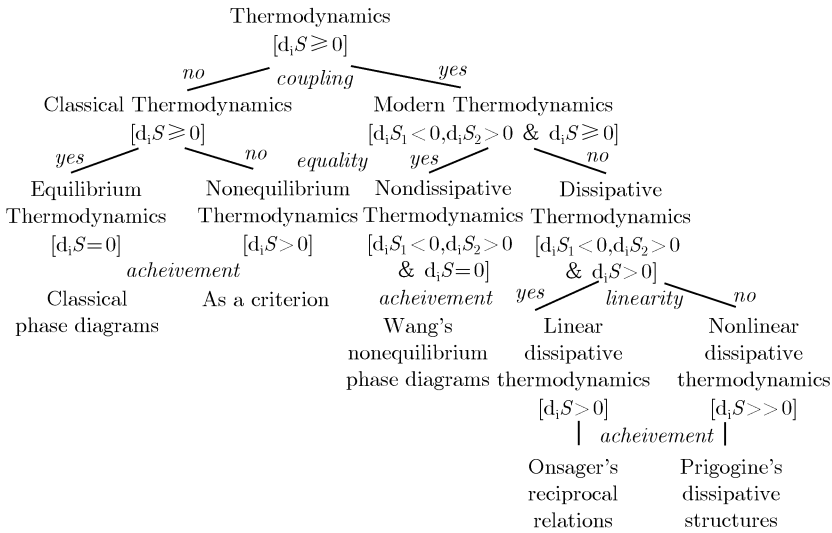 Thermodynamics
[dᵢS⩾0]
no coupling yes
Classical Thermodynamics Modern Thermodynamics
[dᵢS⩾0] [dᵢS₁<0,dᵢS₂>0 & dᵢS⩾0]
yes no equality yes no
Equilibrium Nonequilibrium Nondissipative Dissipative
Thermodynamics Thermodynamics Thermodynamics Thermodynamics
[dᵢS=0] [dᵢS>0] [dᵢS₁<0,dᵢS₂>0 [dᵢS₁<0,dᵢS₂>0
& dᵢS=0] & dᵢS>0]
acheivement
Classical As a criterion acheivement yes linearity no
phase diagrams Wang's Linear Nonlinear
nonequilibrium dissipative dissipative
phase diagrams thermodynamics thermodynamics
[dᵢS>0] [dᵢS>>0]
acheivement
Onsager's Prigogine's
reciprocal dissipative
relations structures